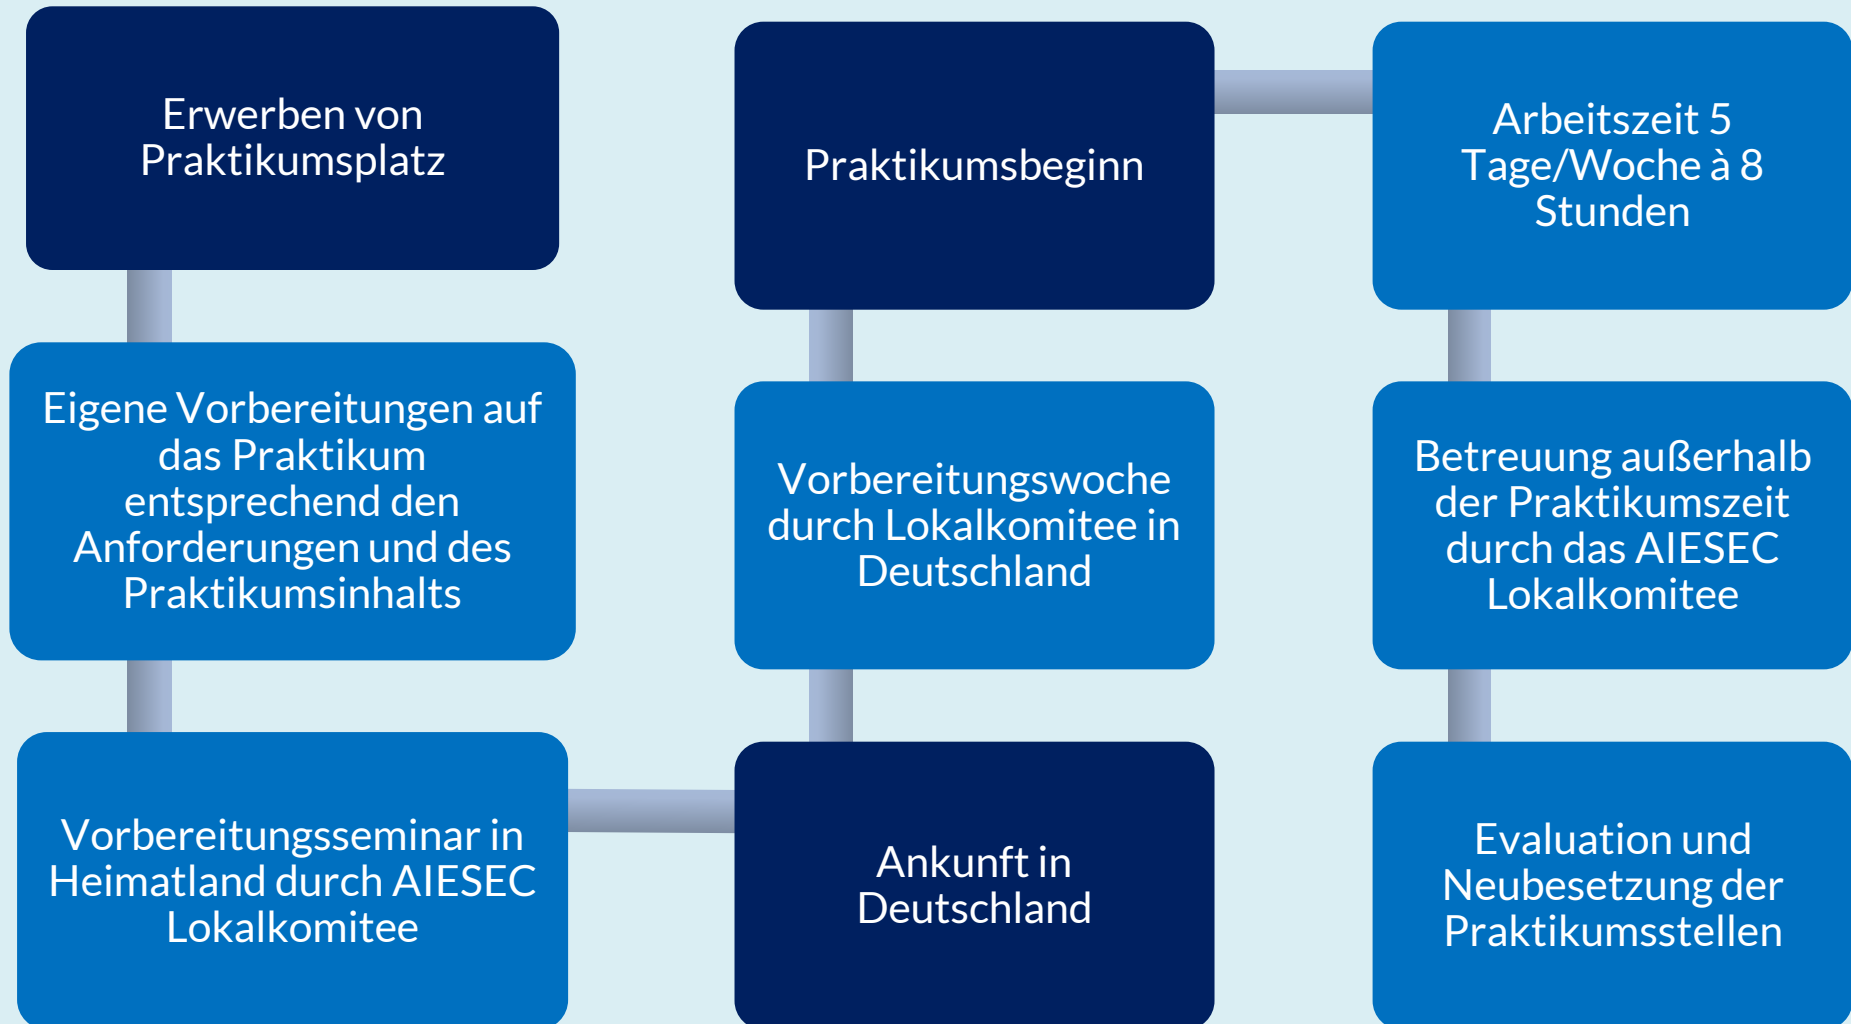 Erwerben von
Praktikumsplatz
Eigene Vorbereitungen auf
das Praktikum
entsprechend den
Anforderungen und des
Praktikumsinhalts
Vorbereitungsseminar in
Heimatland durch AIESEC
Lokalkomitee
Ankunft in
Deutschland
Vorbereitungswoche
durch Lokalkomitee in
Deutschland
Praktikumsbeginn
Arbeitszeit 5
Tage/Woche à 8
Stunden
Betreuung außerhalb
der Praktikumszeit
durch das AIESEC
Lokalkomitee
Evaluation und
Neubesetzung der
Praktikumsstellen